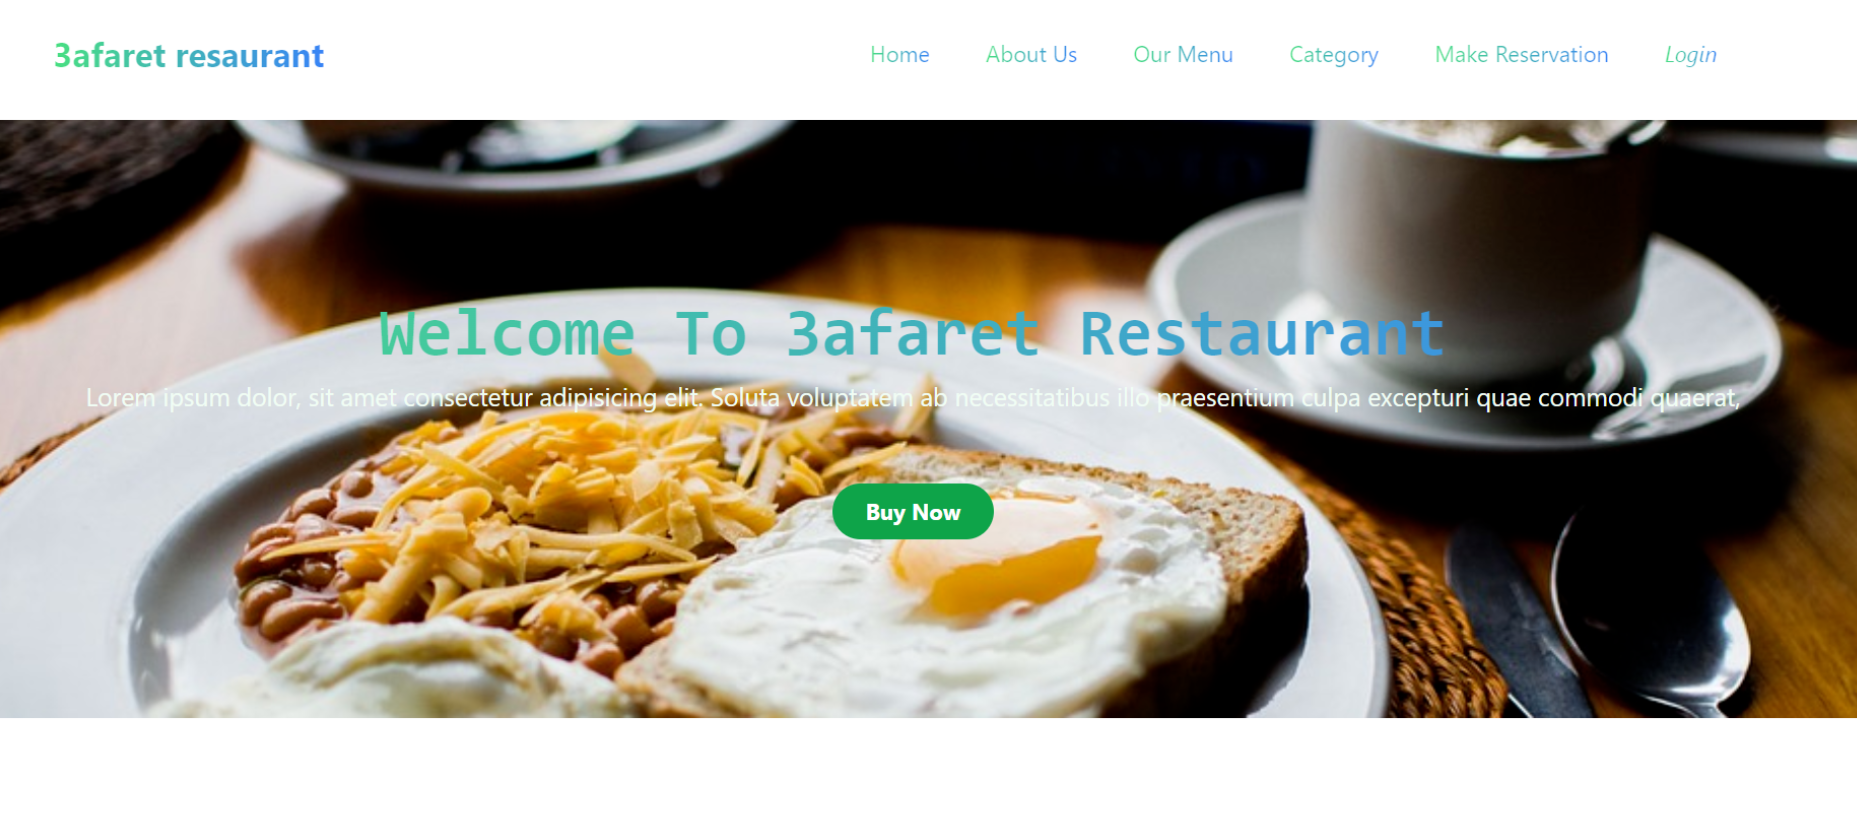 3afaret resaurant
Home About Us Our Menu Category Make Reservation Login
Welcome To 3afaret Restaurant
Lorem ipsum dolor, sit amet consectetur adipisicing elit. Soluta voluptatem ab necessitatibus illo praesentium culpa excepturi quae commodi quaerat,
Buy Now